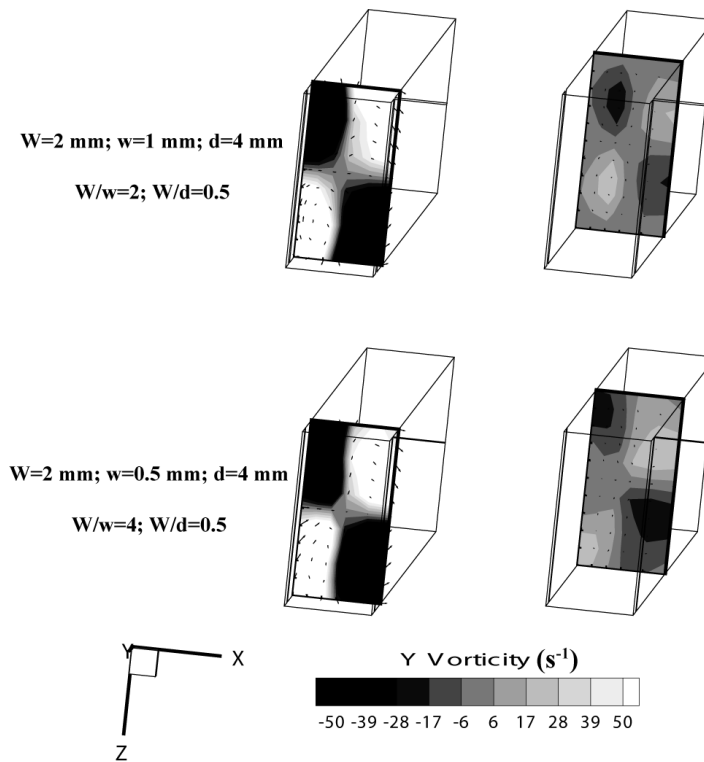 W=2 mm; w=1 mm; d=4 mm
W/w=2; W/d=0.5
W=2 mm; w=0.5 mm; d=4 mm
W/w=4; W/d=0.5
Y
X
Z
Y Vorticity (s⁻¹)
-50 -39 -28 -17 -6 6 17 28 39 50